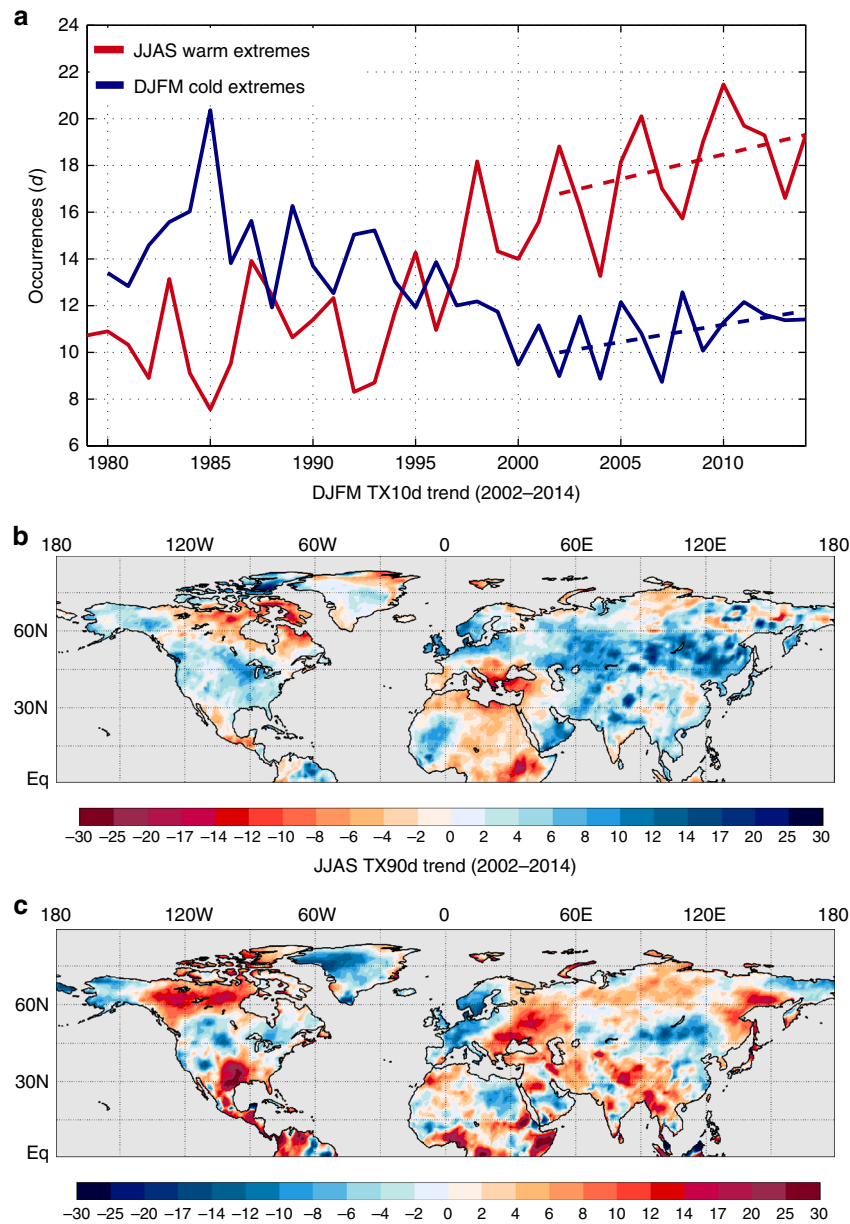 a
24
22
20
18
16
14
12
10
8
6
Occurrences (d)
JJAS warm extremes
DJFM cold extremes
1980 1985 1990 1995 2000 2005 2010
DJFM TX10d trend (2002–2014)
b
180 120W 60W 0 60E 120E 180
60N
30N
Eq
–30 –25 –20 –17 –14 –12 –10 –8 –6 –4 –2 0 2 4 6 8 10 12 14 17 20 25 30
JJAS TX90d trend (2002–2014)
c
180 120W 60W 0 60E 120E 180
60N
30N
Eq
–30 –25 –20 –17 –14 –12 –10 –8 –6 –4 –2 0 2 4 6 8 10 12 14 17 20 25 30